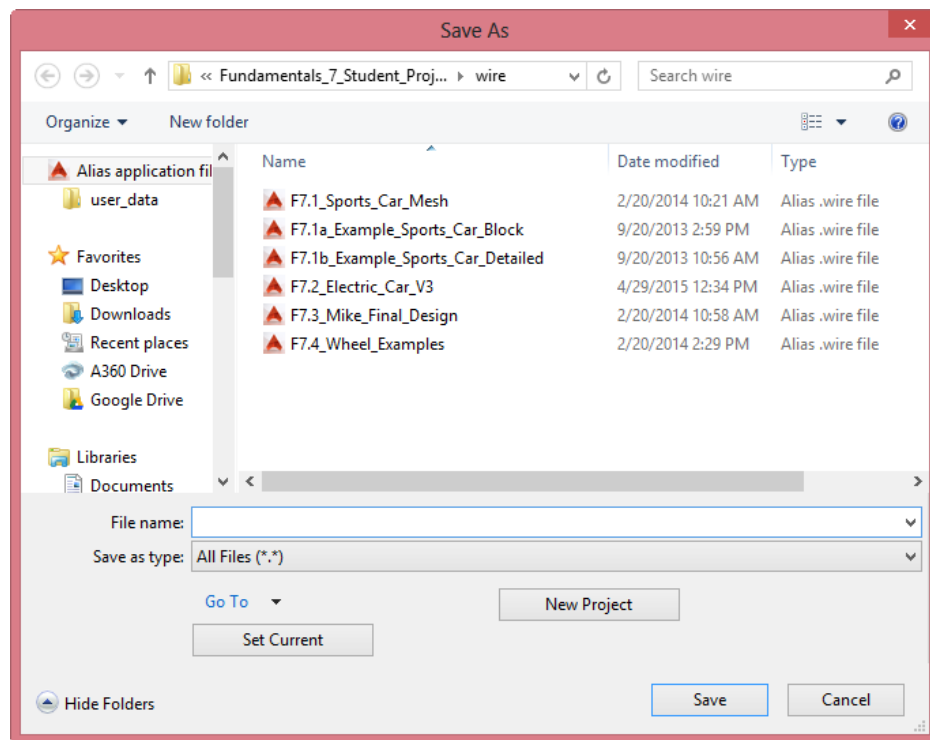 Save As
« Fundamentals_7_Student_Proj... wire
Search wire
Organize
New folder
Name
Date modified
Type
Alias application fil
user_data
Favorites
Desktop
Downloads
Recent places
A360 Drive
Google Drive
Libraries
Documents
F7.1_Sports_Car_Mesh 2/20/2014 10:21 AM Alias .wire file
F7.1a_Example_Sports_Car_Block 9/20/2013 2:59 PM Alias .wire file
F7.1b_Example_Sports_Car_Detailed 9/20/2013 10:56 AM Alias .wire file
F7.2_Electric_Car_V3 4/29/2015 12:34 PM Alias .wire file
F7.3_Mike_Final_Design 2/20/2014 10:58 AM Alias .wire file
F7.4_Wheel_Examples 2/20/2014 2:29 PM Alias .wire file
File name:
Save as type: All Files (*.*)
Go To
New Project
Set Current
Hide Folders
Save
Cancel